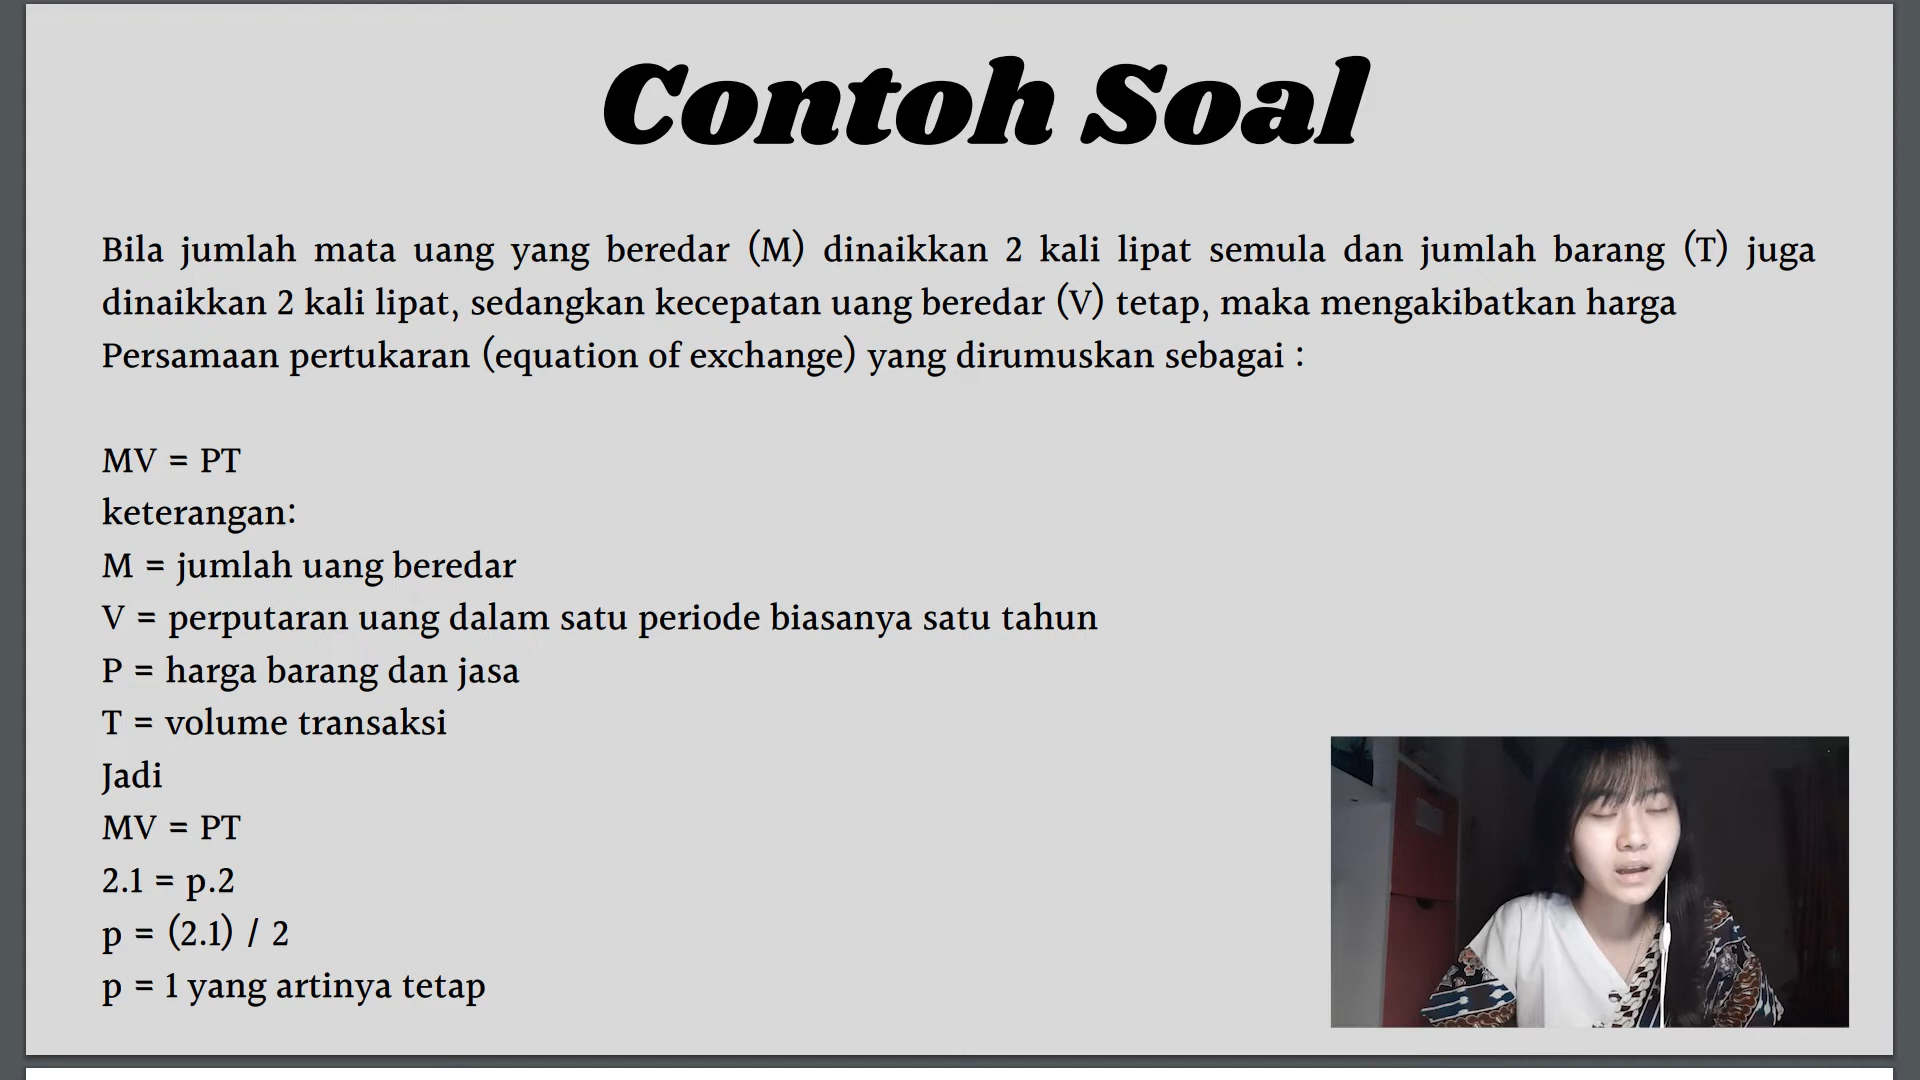 Contoh Soal
Bila jumlah mata uang yang beredar (M) dinaikkan 2 kali lipat semula dan jumlah barang (T) juga
dinaikkan 2 kali lipat, sedangkan kecepatan uang beredar (V) tetap, maka mengakibatkan harga
Persamaan pertukaran (equation of exchange) yang dirumuskan sebagai :
MV = PT
keterangan:
M = jumlah uang beredar
V = perputaran uang dalam satu periode biasanya satu tahun
P = harga barang dan jasa
T = volume transaksi
Jadi
MV = PT
2.1 = p.2
p = (2.1) / 2
p = 1 yang artinya tetap